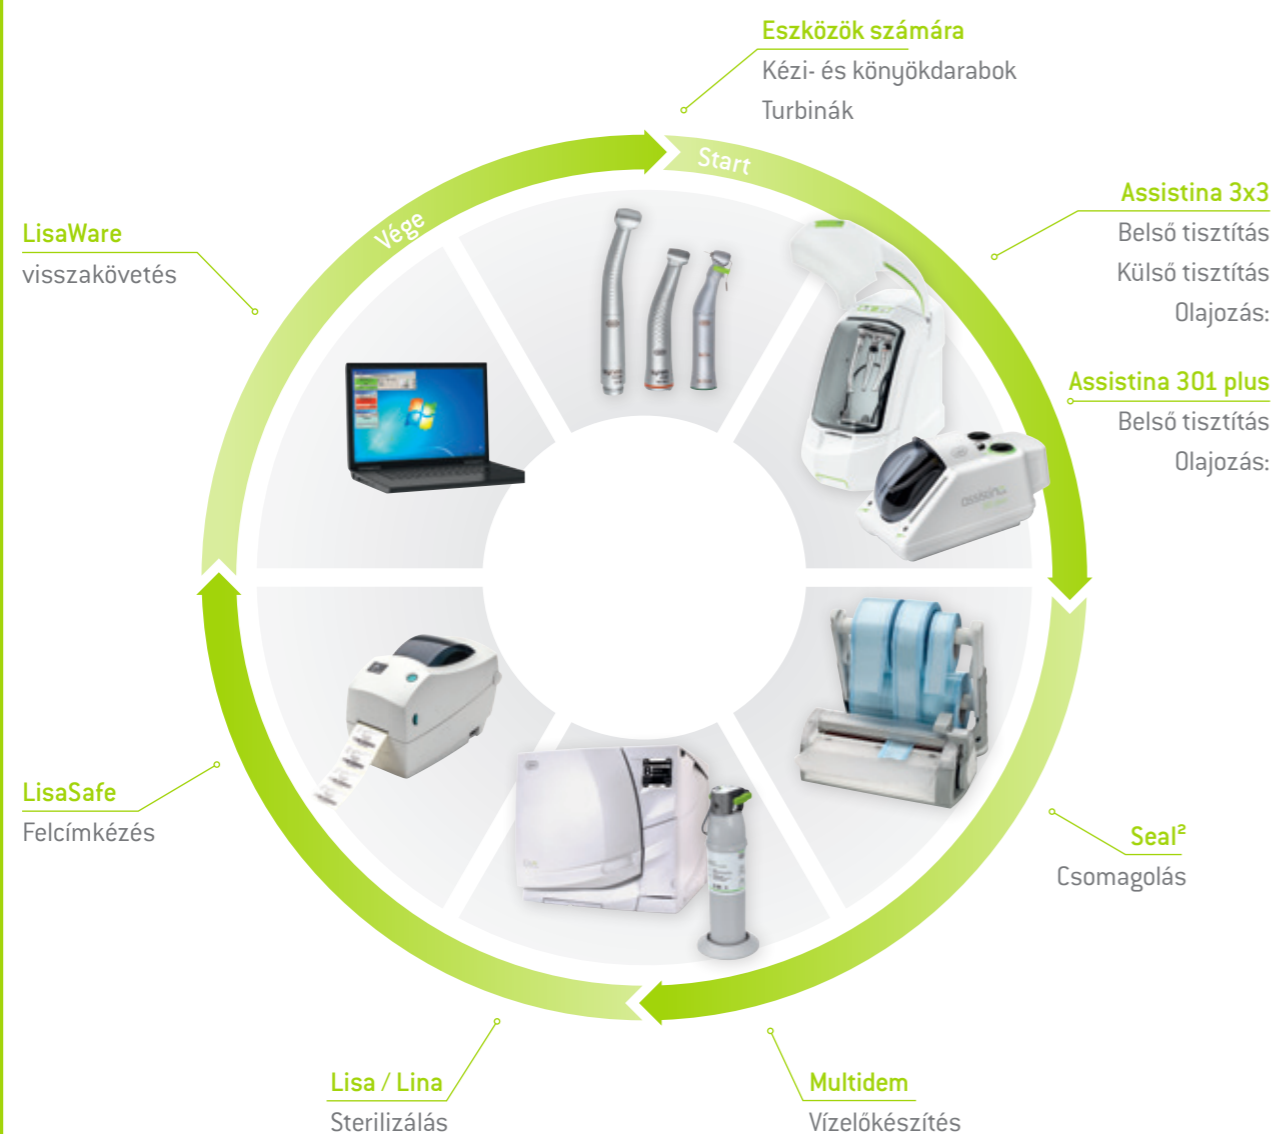 Eszközök számára
Kézi- és könyökdarabok
Turbinák
Start
Vége
Assistina 3x3
Belső tisztítás
Külső tisztítás
Olajozás:
Assistina 301 plus
Belső tisztítás
Olajozás:
LisaWare
visszakövetés
assistina
LisaSafe
Felcímkézés
Seal²
Csomagolás
Lisa / Lina
Sterilizálás
Multidem
Vízelőkészítés